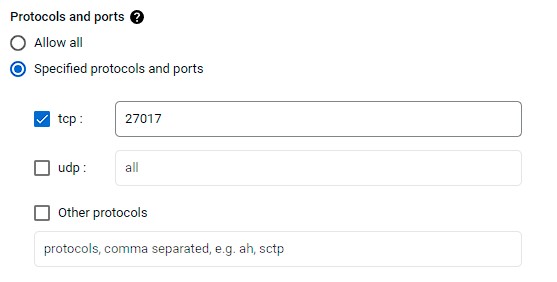 Protocols and ports ?
Allow all
Specified protocols and ports
tcp : 27017
udp : all
Other protocols
protocols, comma separated, e.g. ah, sctp